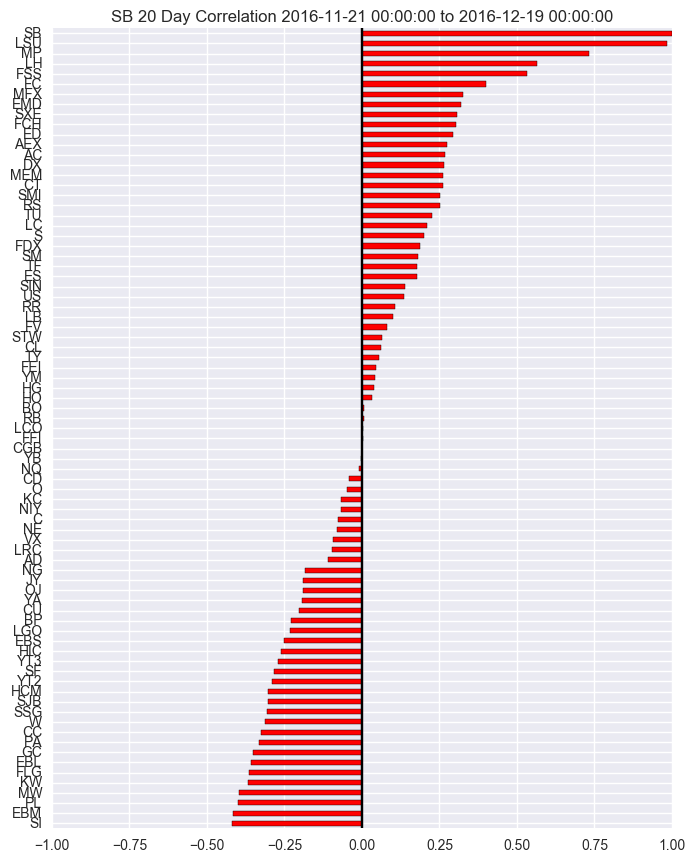 SB 20 Day Correlation 2016-11-21 00:00:00 to 2016-12-19 00:00:00
SB
LSU
MP
LH
FSS
FC
MFX
EMD
SXE
FCH
ED
AEX
AC
DX
MEM
CT
SMI
RS
TU
LC
S
FDX
SM
TF
ES
SIN
US
RR
LB
FV
STW
CL
TY
FEI
YM
HG
HO
BO
RB
LCO
FFI
CGB
YB
NQ
CD
O
KC
NIY
C
NE
VX
LRC
AD
NG
JY
OJ
YA
CU
BP
LGO
EBS
HIC
YT3
SF
YT2
HCM
SJB
SSG
W
CC
PA
GC
EBL
FLG
KW
MW
PL
EBM
SI
−1.00 −0.75 −0.50 −0.25 0.00 0.25 0.50 0.75 1.00